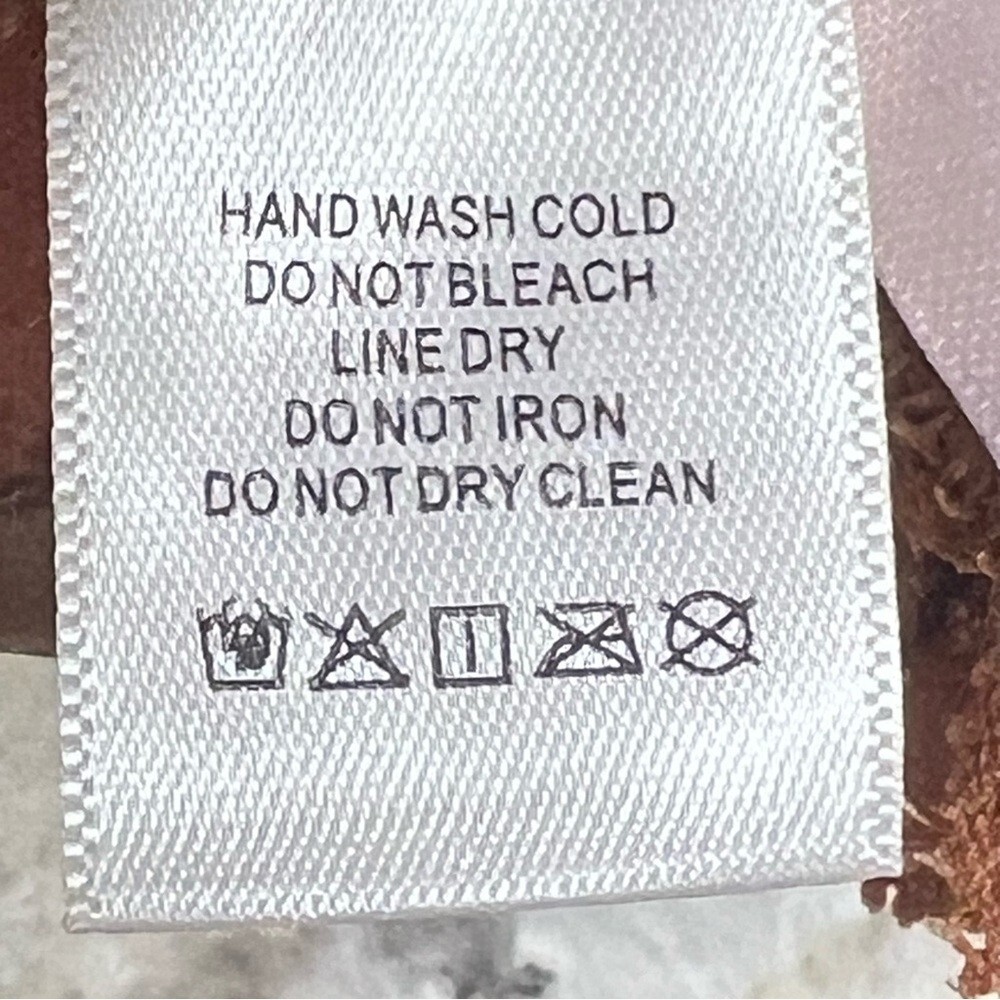 HAND WASH COLD
DO NOT BLEACH
LINE DRY
DO NOT IRON
DO NOT DRY CLEAN